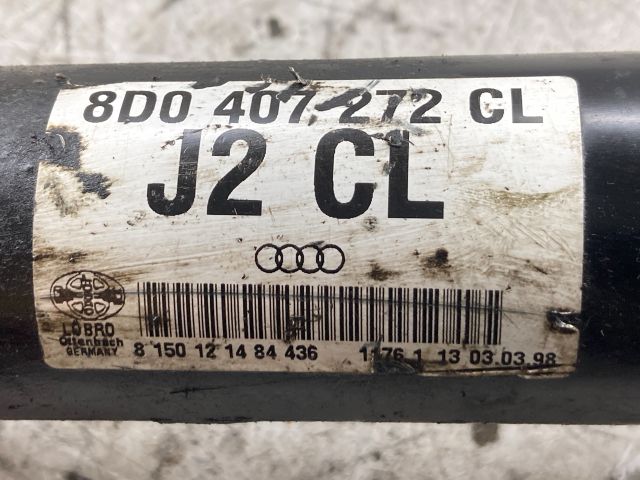 8D0 407 272 CL
J2 CL
LÖBRO
Offenbach
GERMANY
8 150 12 14 84 436 1176 1 13 03.03.98